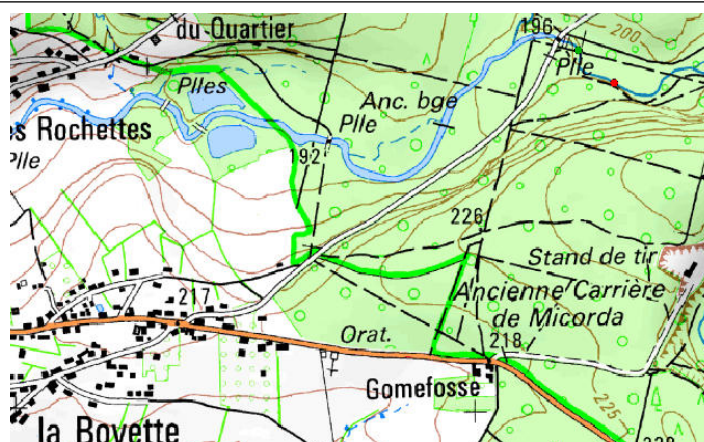 du Quartier
196
200
Plle
Plles
Anc. bge
s Rochettes
Plle
Plle
192
226
Stand de tir
Ancienne Carrière
de Micorda
217
Orat.
218
Gomefosse
225
la Bovette